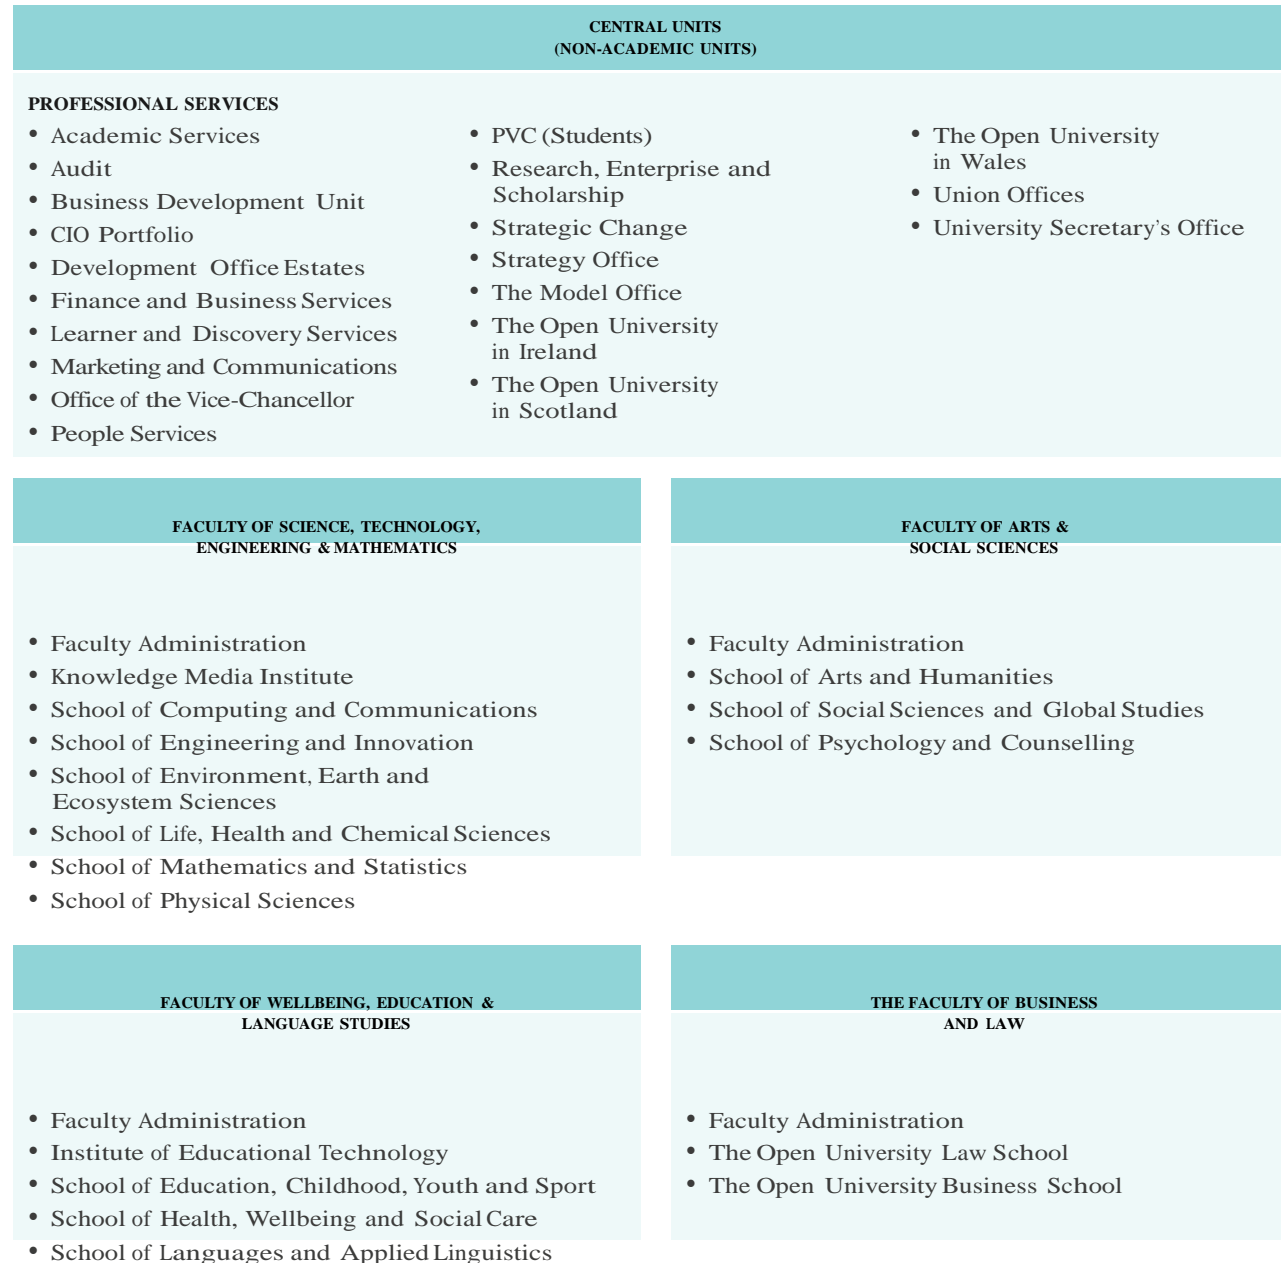 CENTRAL UNITS
(NON-ACADEMIC UNITS)
PROFESSIONAL SERVICES
• Academic Services
• Audit
• Business Development Unit
• CIO Portfolio
• Development Office Estates
• Finance and Business Services
• Learner and Discovery Services
• Marketing and Communications
• Office of the Vice-Chancellor
• People Services
• PVC (Students)
• Research, Enterprise and
Scholarship
• Strategic Change
• Strategy Office
• The Model Office
• The Open University
in Ireland
• The Open University
in Scotland
• The Open University
in Wales
• Union Offices
• University Secretary's Office
FACULTY OF SCIENCE, TECHNOLOGY,
ENGINEERING & MATHEMATICS
• Faculty Administration
• Knowledge Media Institute
• School of Computing and Communications
• School of Engineering and Innovation
• School of Environment, Earth and
Ecosystem Sciences
• School of Life, Health and Chemical Sciences
• School of Mathematics and Statistics
• School of Physical Sciences
FACULTY OF ARTS &
SOCIAL SCIENCES
• Faculty Administration
• School of Arts and Humanities
• School of Social Sciences and Global Studies
• School of Psychology and Counselling
FACULTY OF WELLBEING, EDUCATION &
LANGUAGE STUDIES
• Faculty Administration
• Institute of Educational Technology
• School of Education, Childhood, Youth and Sport
• School of Health, Wellbeing and Social Care
• School of Languages and Applied Linguistics
THE FACULTY OF BUSINESS
AND LAW
• Faculty Administration
• The Open University Law School
• The Open University Business School